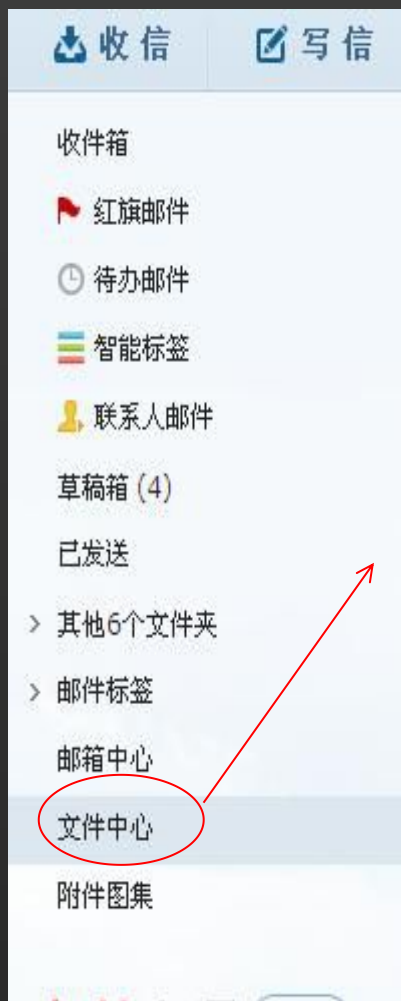 收信 写信
收件箱
红旗邮件
待办邮件
智能标签
联系人邮件
草稿箱 (4)
已发送
其他6个文件夹
邮件标签
邮箱中心
文件中心
附件图集